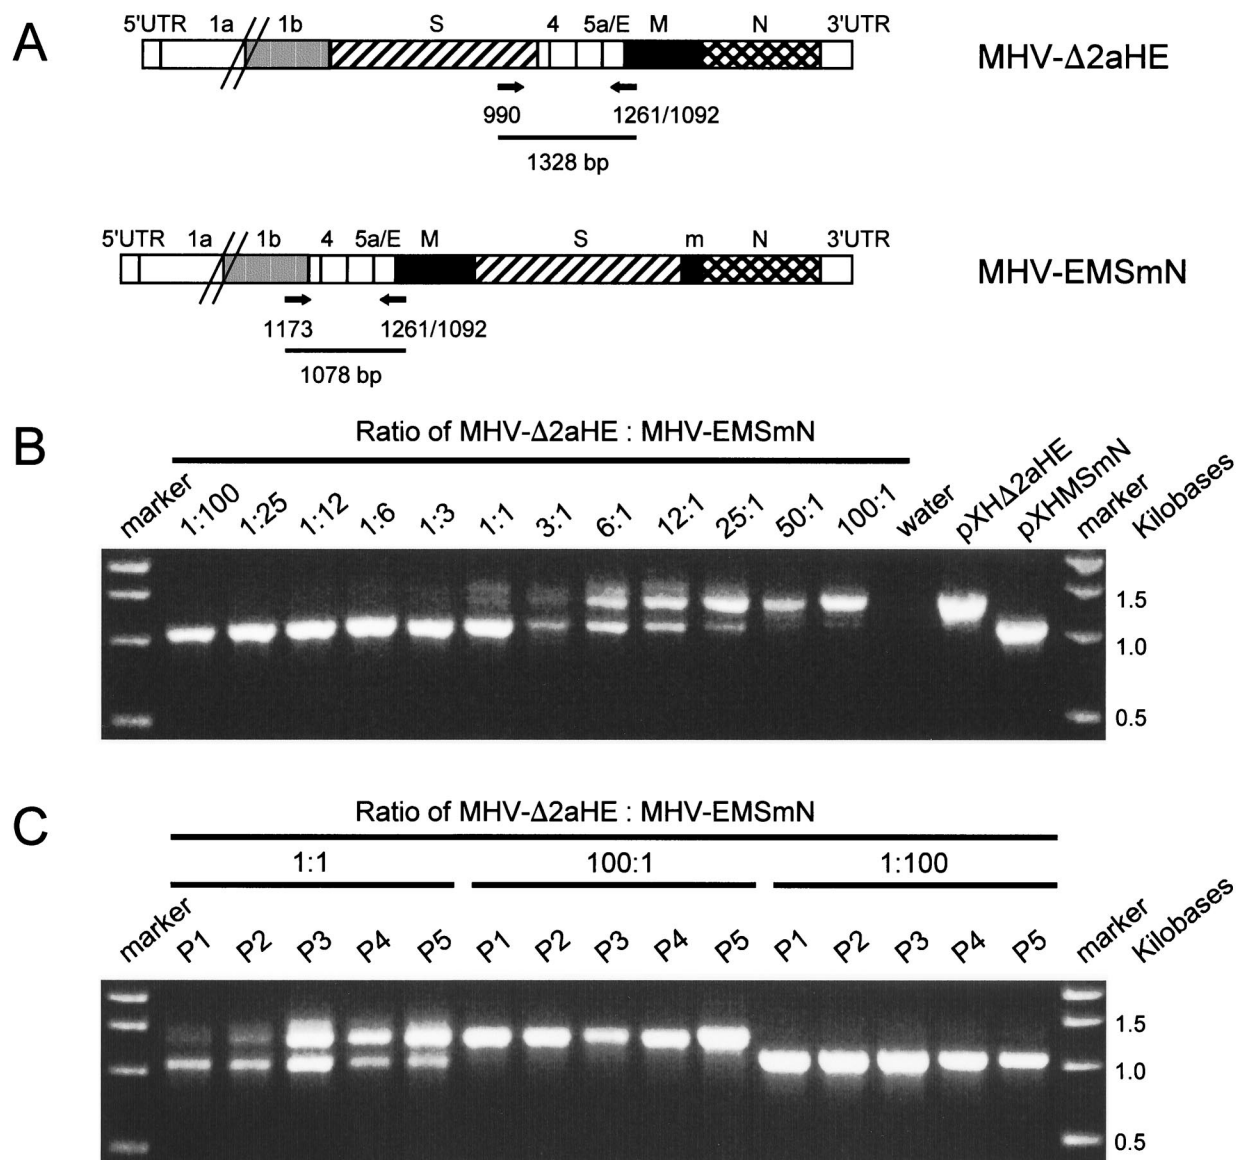 A
5'UTR 1a 1b S 4 5a/E M N 3'UTR
MHV-Δ2aHE
990 1261/1092
1328 bp
5'UTR 1a 1b 4 5a/E M S m N 3'UTR
MHV-EMSmN
1173 1261/1092
1078 bp
B
Ratio of MHV-Δ2aHE : MHV-EMSmN
marker 1:100 1:25 1:12 1:6 1:3 1:1 3:1 6:1 12:1 25:1 50:1 100:1 water pXHΔ2aHE pXHMSmN marker Kilobases
1.5
1.0
0.5
C
Ratio of MHV-Δ2aHE : MHV-EMSmN
1:1 100:1 1:100
marker P1 P2 P3 P4 P5 P1 P2 P3 P4 P5 P1 P2 P3 P4 P5 marker Kilobases
1.5
1.0
0.5